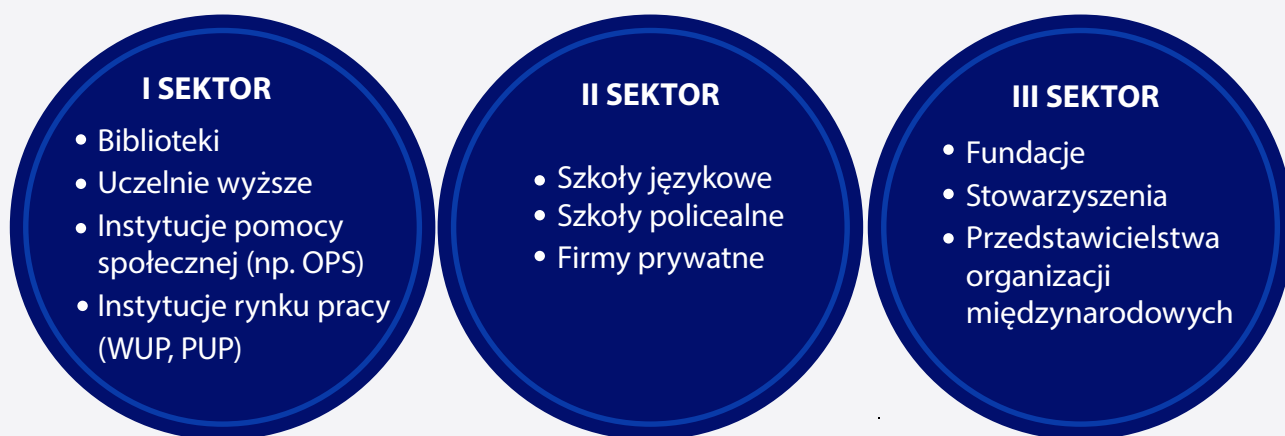 I SEKTOR
• Biblioteki
• Uczelnie wyższe
• Instytucje pomocy
społecznej (np. OPS)
• Instytucje rynku pracy
(WUP, PUP)
II SEKTOR
• Szkoły językowe
• Szkoły policealne
• Firmy prywatne
III SEKTOR
• Fundacje
• Stowarzyszenia
• Przedstawicielstwa
organizacji
międzynarodowych